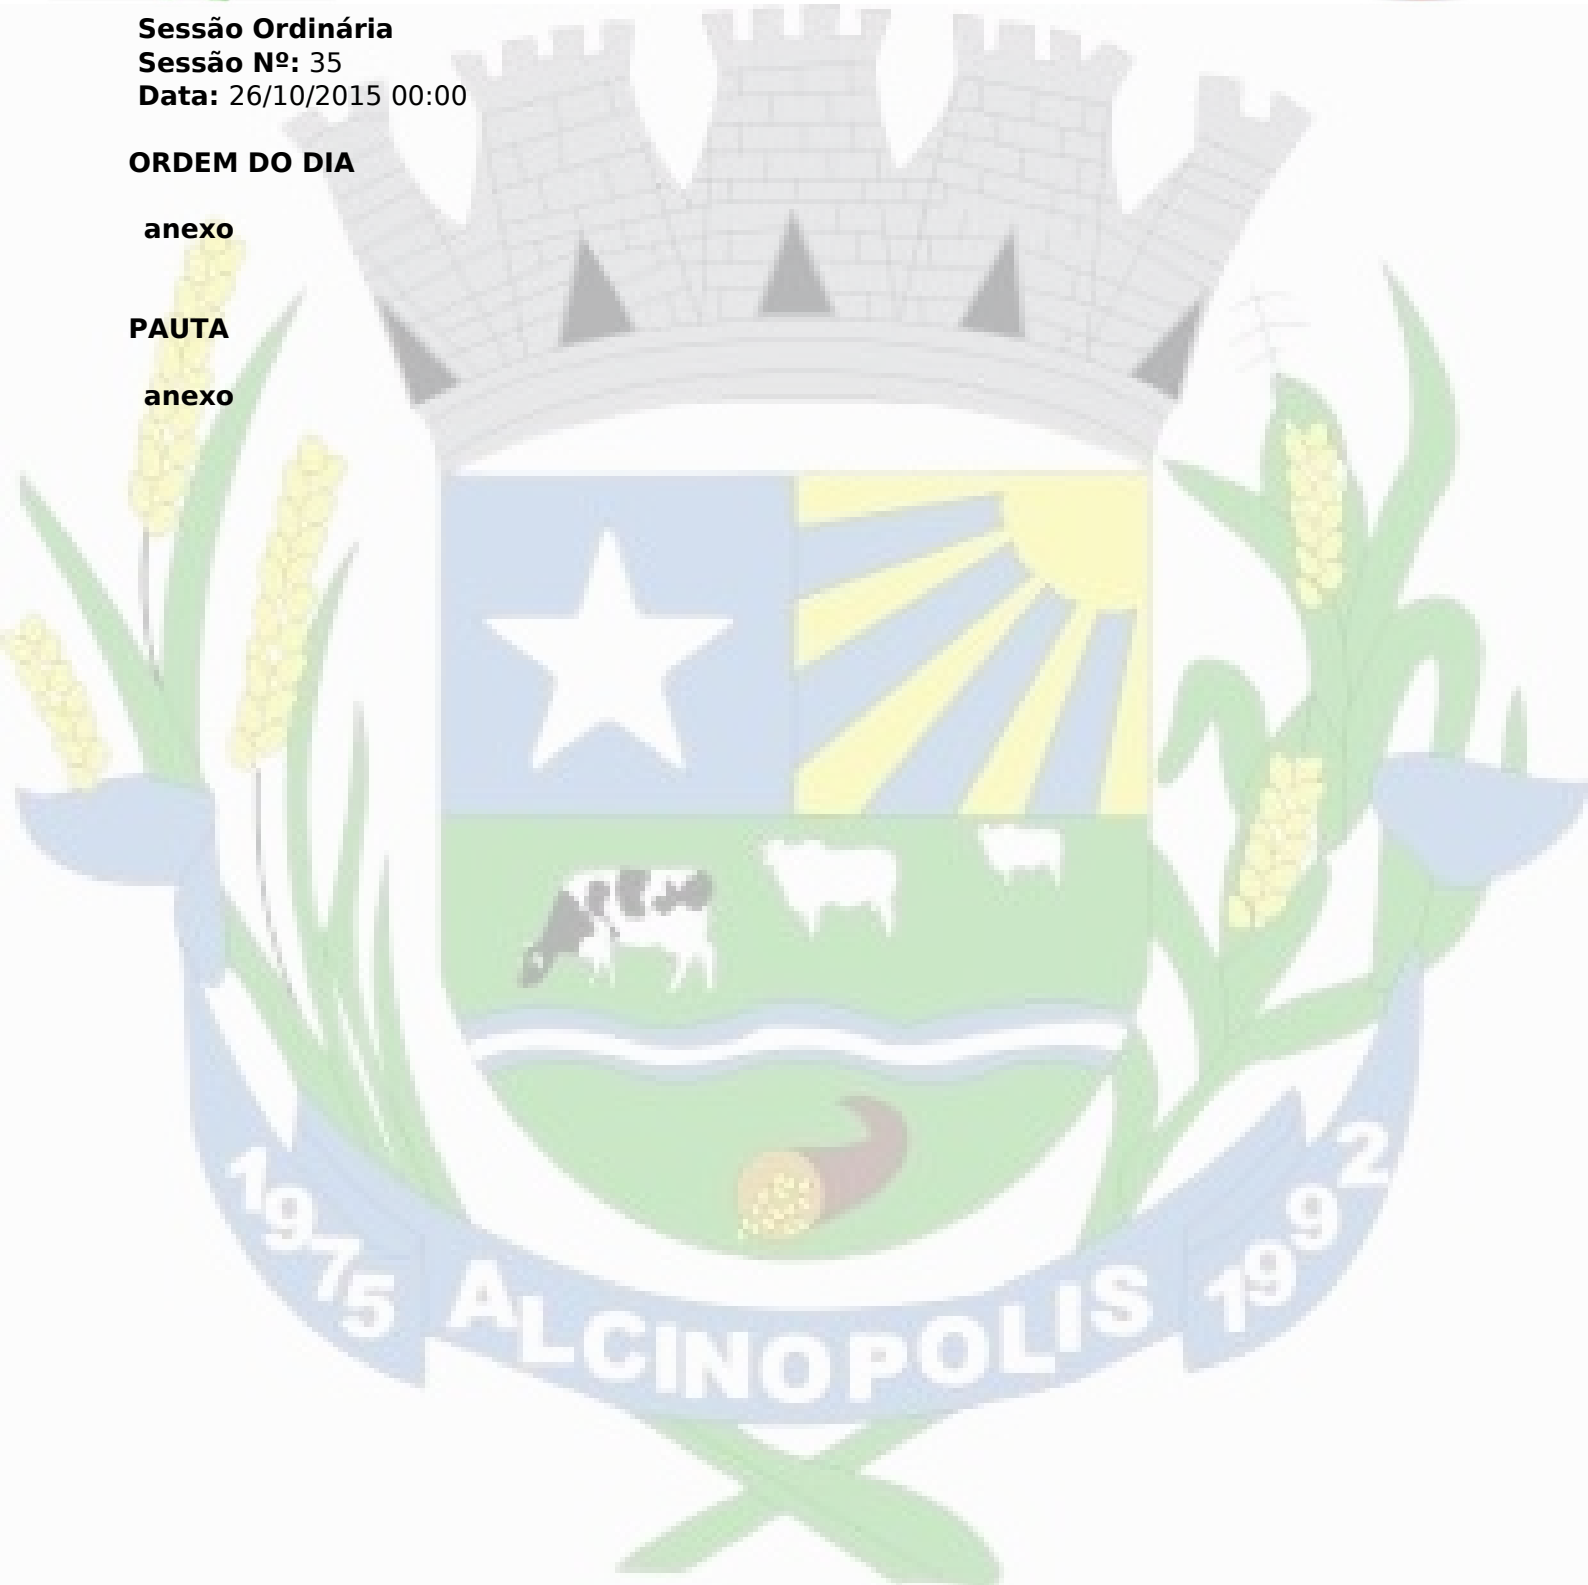 Sessão Ordinária
Sessão Nº: 35
Data: 26/10/2015 00:00
ORDEM DO DIA
anexo
PAUTA
anexo
1975 ALCINOPOLIS 1992